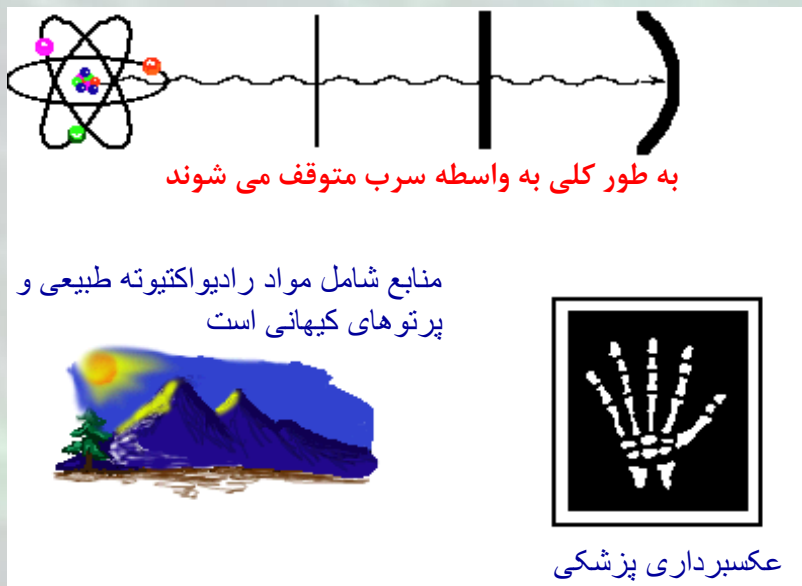 به طور کلی به واسطه سرب متوقف می شوند
منابع شامل مواد رادیواکتیوته طبیعی و
پرتوهای کیهانی است
عکسبرداری پزشکی